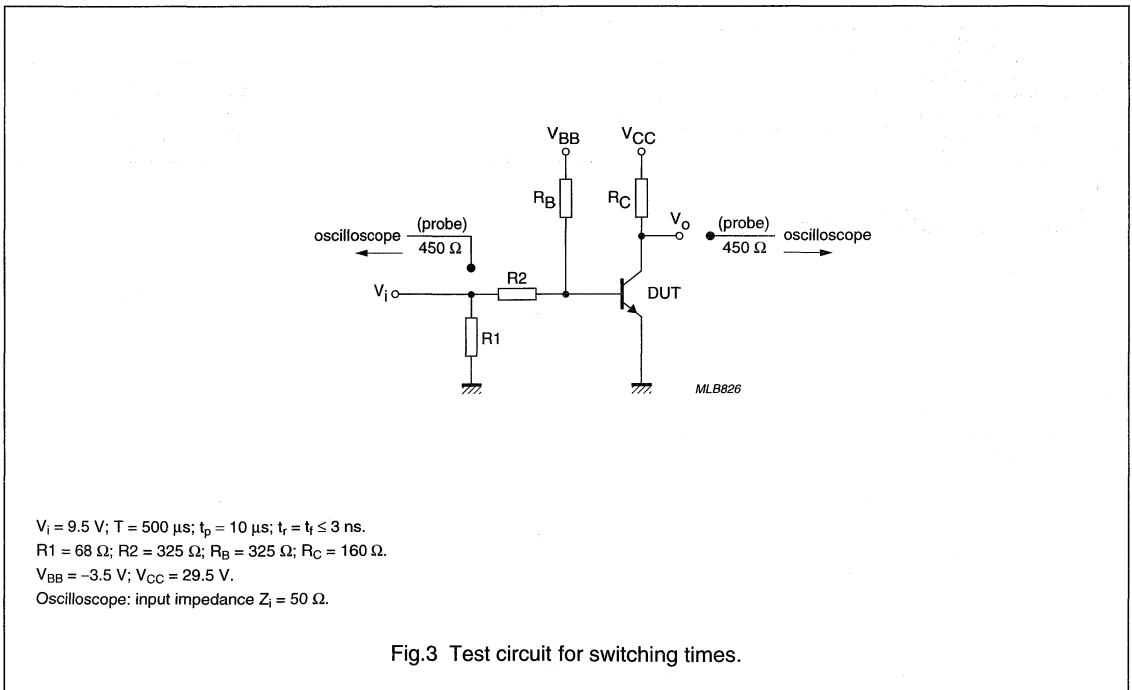 V_BB V_CC
R_B R_C
(probe) V_o (probe)
oscilloscope 450 Ω 450 Ω oscilloscope
R2
V_i DUT
R1
MLB826
V_i = 9.5 V; T = 500 µs; t_p = 10 µs; t_r = t_f ≤ 3 ns.
R1 = 68 Ω; R2 = 325 Ω; R_B = 325 Ω; R_C = 160 Ω.
V_BB = −3.5 V; V_CC = 29.5 V.
Oscilloscope: input impedance Z_i = 50 Ω.
Fig.3 Test circuit for switching times.